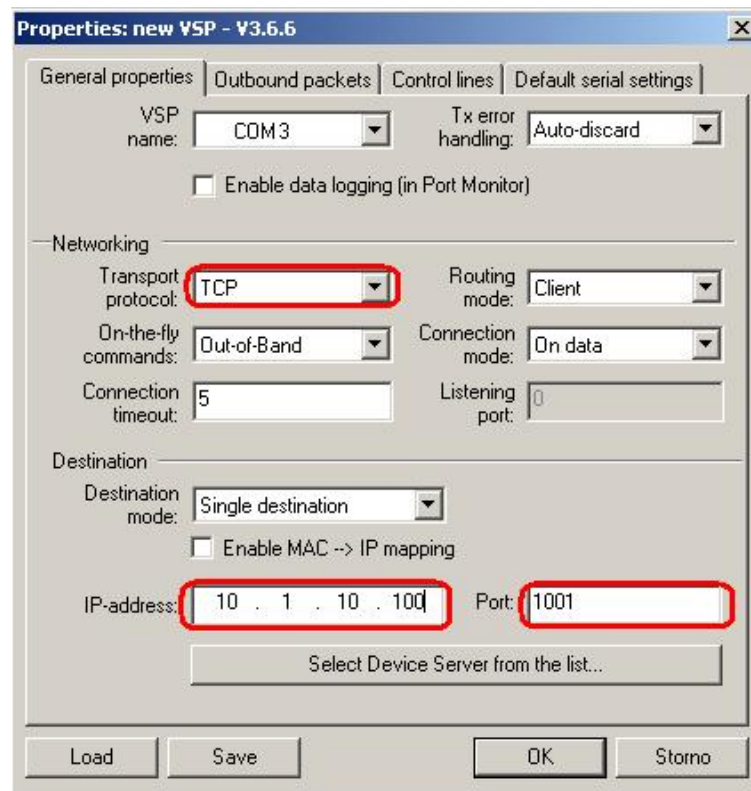 Properties: new VSP - V3.6.6
General properties Outbound packets Control lines Default serial settings
VSP name: COM3 Tx error handling: Auto-discard
Enable data logging (in Port Monitor)
Networking
Transport protocol: TCP Routing mode: Client
On-the-fly commands: Out-of-Band Connection mode: On data
Connection timeout: 5 Listening port: 0
Destination
Destination mode: Single destination
Enable MAC --> IP mapping
IP-address: 10 . 1 . 10 . 100 Port: 1001
Select Device Server from the list...
Load Save OK Storno